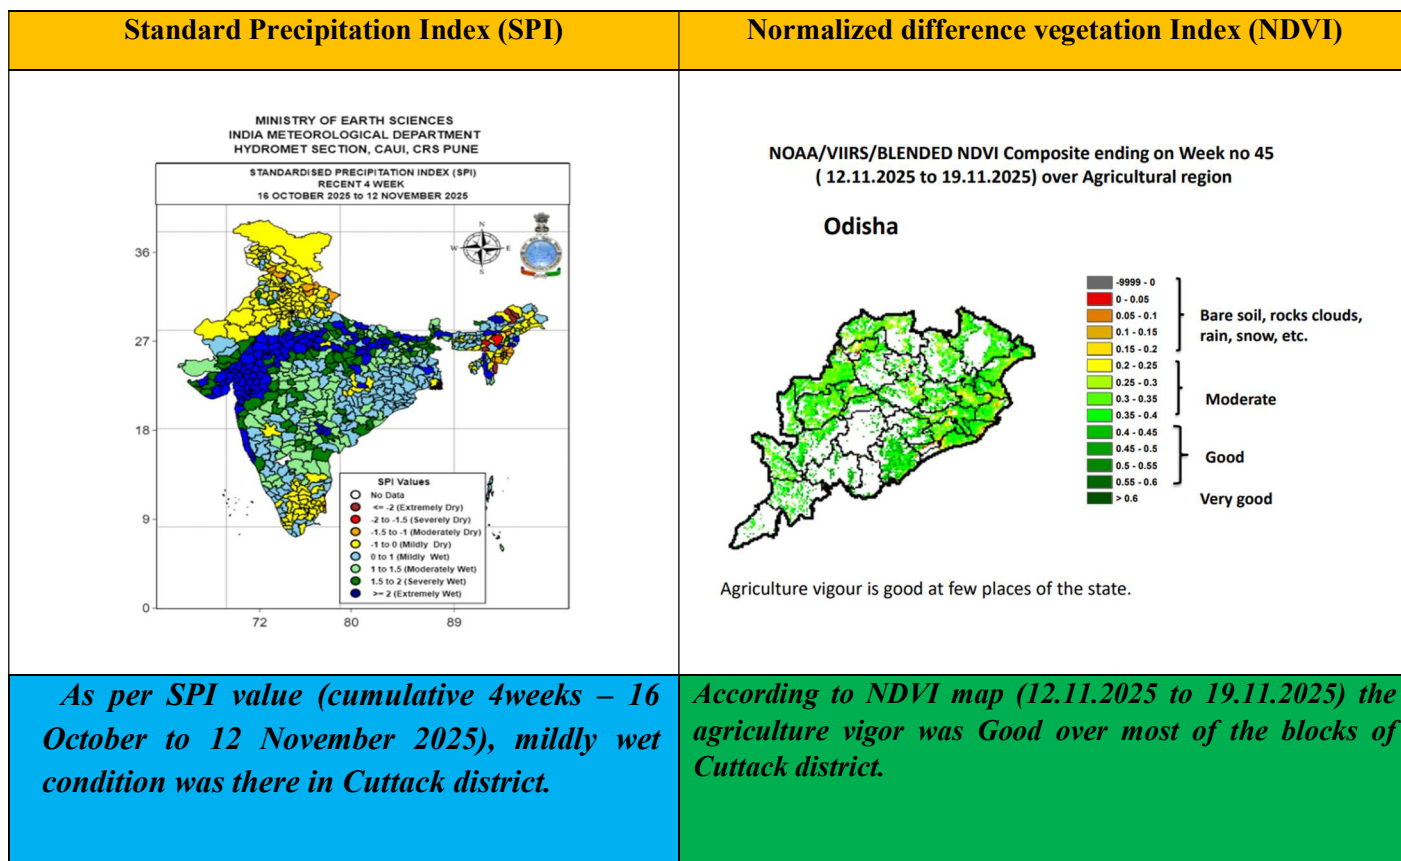 Standard Precipitation Index (SPI)
MINISTRY OF EARTH SCIENCES
INDIA METEOROLOGICAL DEPARTMENT
HYDROMET SECTION, CAUI, CRS PUNE
STANDARDISED PRECIPITATION INDEX (SPI)
RECENT 4 WEEK
16 OCTOBER 2025 to 12 NOVEMBER 2025
N
W
E
S
36
27
18
9
0
72
80
89
SPI Values
No Data
<= -2 (Extremely Dry)
-2 to -1.5 (Severely Dry)
-1.5 to -1 (Moderately Dry)
-1 to 0 (Mildly Dry)
0 to 1 (Mildly Wet)
1 to 1.5 (Moderately Wet)
1.5 to 2 (Severely Wet)
>= 2 (Extremely Wet)
As per SPI value (cumulative 4weeks – 16
October to 12 November 2025), mildly wet
condition was there in Cuttack district.
Normalized difference vegetation Index (NDVI)
NOAA/VIIRS/BLENDED NDVI Composite ending on Week no 45
( 12.11.2025 to 19.11.2025) over Agricultural region
Odisha
-9999 - 0
0 - 0.05
0.05 - 0.1
0.1 - 0.15
0.15 - 0.2
0.2 - 0.25
0.25 - 0.3
0.3 - 0.35
0.35 - 0.4
0.4 - 0.45
0.45 - 0.5
0.5 - 0.55
0.55 - 0.6
> 0.6
Bare soil, rocks clouds,
rain, snow, etc.
Moderate
Good
Very good
Agriculture vigour is good at few places of the state.
According to NDVI map (12.11.2025 to 19.11.2025) the
agriculture vigor was Good over most of the blocks of
Cuttack district.